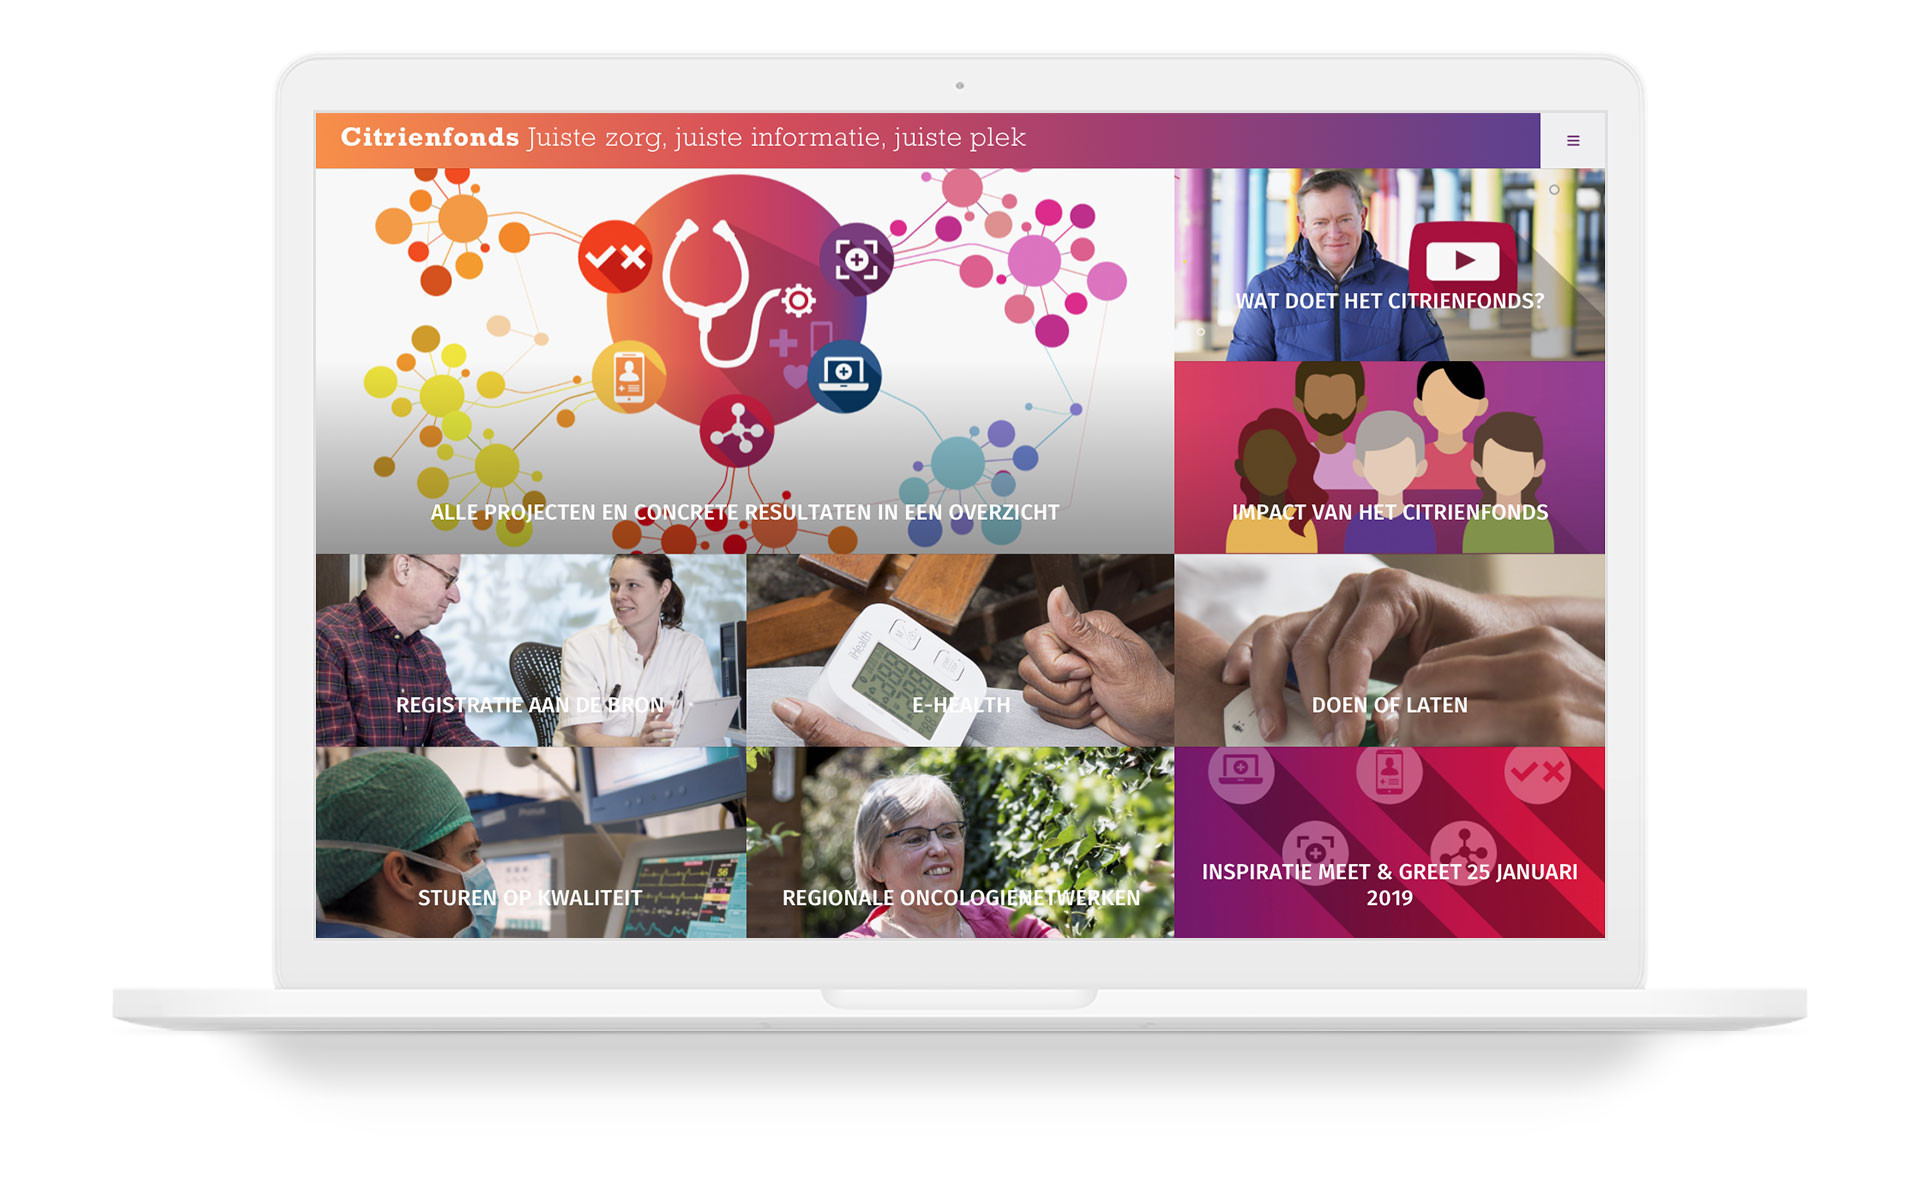 Citrienfonds Juiste zorg, juiste informatie, juiste plek
WAT DOET HET CITRIENFONDS?
ALLE PROJECTEN EN CONCRETE RESULTATEN IN EEN OVERZICHT
IMPACT VAN HET CITRIENFONDS
iHealth
REGISTRATIE AAN DE BRON
E-HEALTH
DOEN OF LATEN
STUREN OP KWALITEIT
REGIONALE ONCOLOGIENETWERKEN
INSPIRATIE MEET & GREET 25 JANUARI
2019